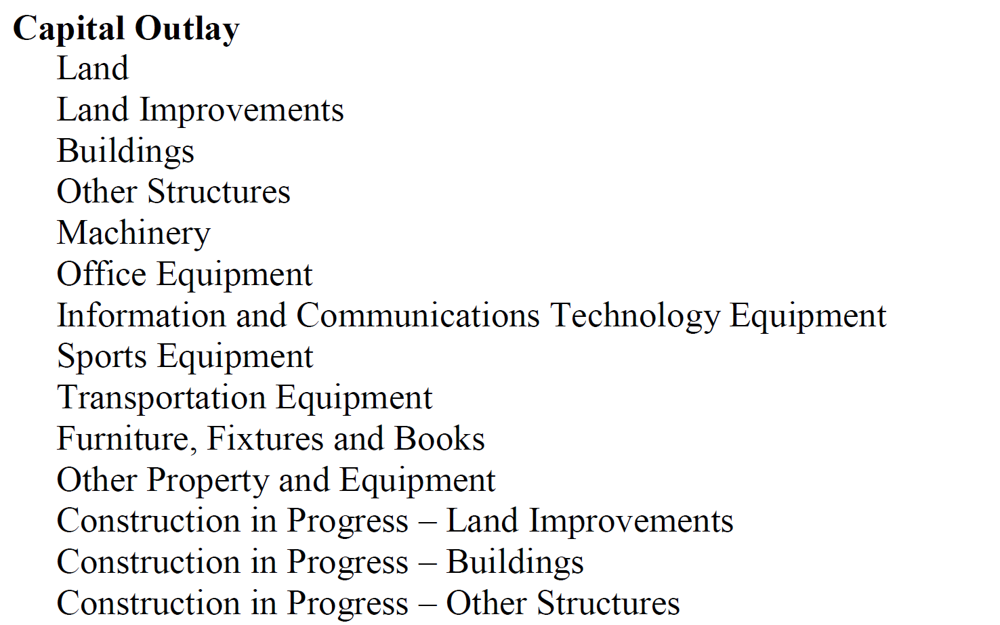 Capital Outlay
Land
Land Improvements
Buildings
Other Structures
Machinery
Office Equipment
Information and Communications Technology Equipment
Sports Equipment
Transportation Equipment
Furniture, Fixtures and Books
Other Property and Equipment
Construction in Progress – Land Improvements
Construction in Progress – Buildings
Construction in Progress – Other Structures